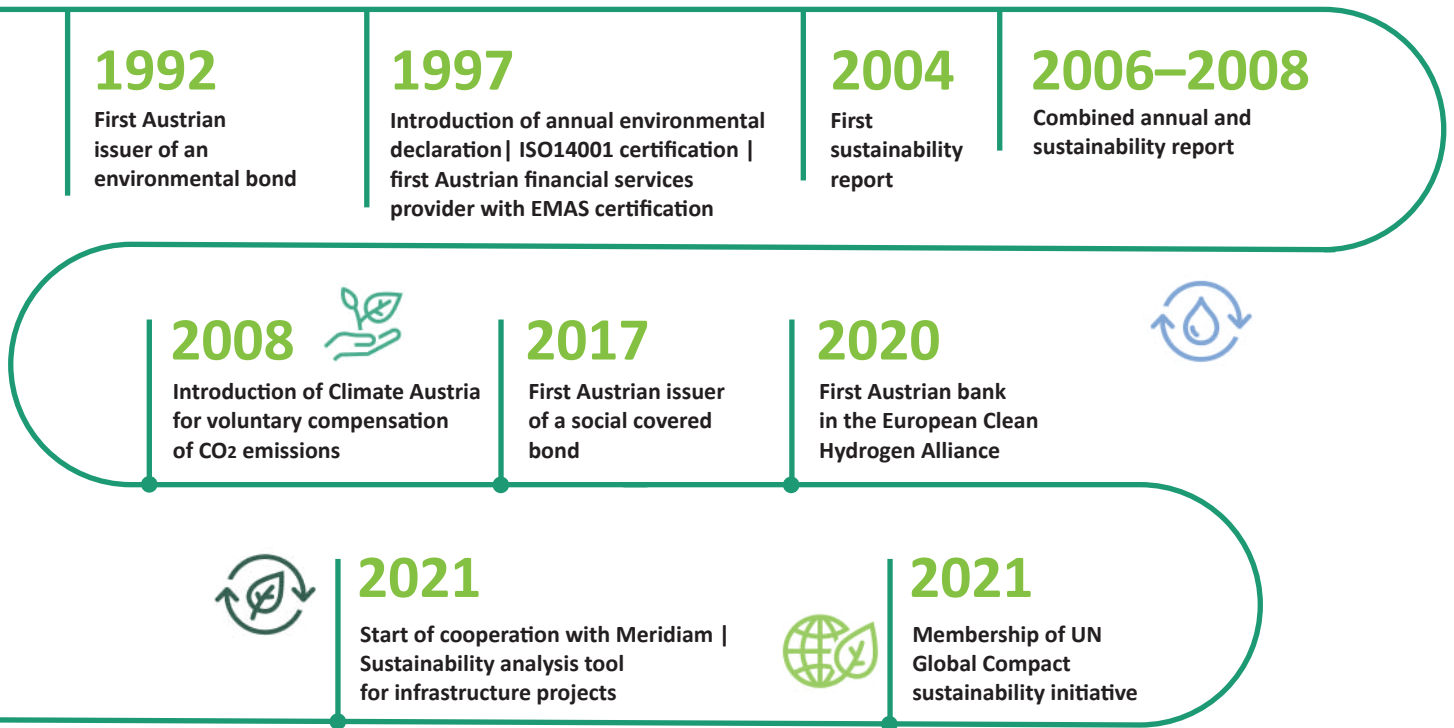 1992
First Austrian
issuer of an
environmental bond
1997
Introduction of annual environmental
declaration| ISO14001 certification |
first Austrian financial services
provider with EMAS certification
2004
First
sustainability
report
2006–2008
Combined annual and
sustainability report
2008
Introduction of Climate Austria
for voluntary compensation
of CO2 emissions
2017
First Austrian issuer
of a social covered
bond
2020
First Austrian bank
in the European Clean
Hydrogen Alliance
2021
Start of cooperation with Meridiam |
Sustainability analysis tool
for infrastructure projects
2021
Membership of UN
Global Compact
sustainability initiative